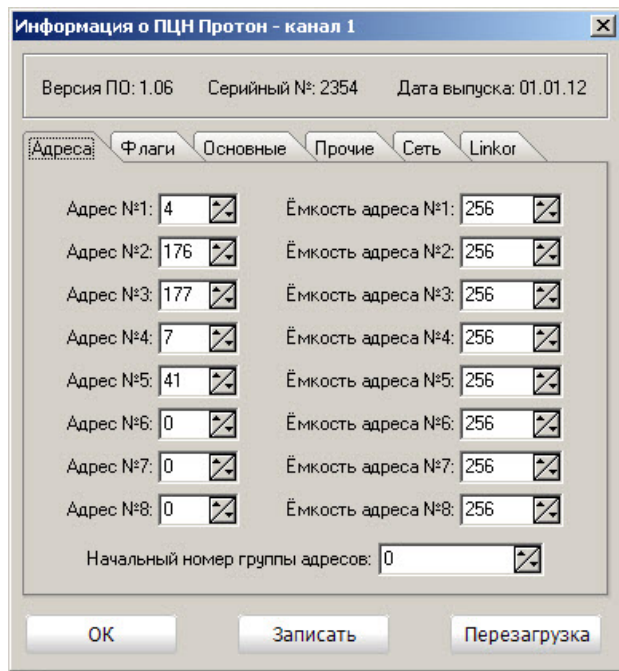 Информация о ПЦН Протон - канал 1
Версия ПО: 1.06 Серийный №: 2354 Дата выпуска: 01.01.12
Адреса Флаги Основные Прочие Сеть Linkor
Адрес №1: 4 Ёмкость адреса №1: 256
Адрес №2: 176 Ёмкость адреса №2: 256
Адрес №3: 177 Ёмкость адреса №3: 256
Адрес №4: 7 Ёмкость адреса №4: 256
Адрес №5: 41 Ёмкость адреса №5: 256
Адрес №6: 0 Ёмкость адреса №6: 256
Адрес №7: 0 Ёмкость адреса №7: 256
Адрес №8: 0 Ёмкость адреса №8: 256
Начальный номер группы адресов: 0
ОК Записать Перезагрузка